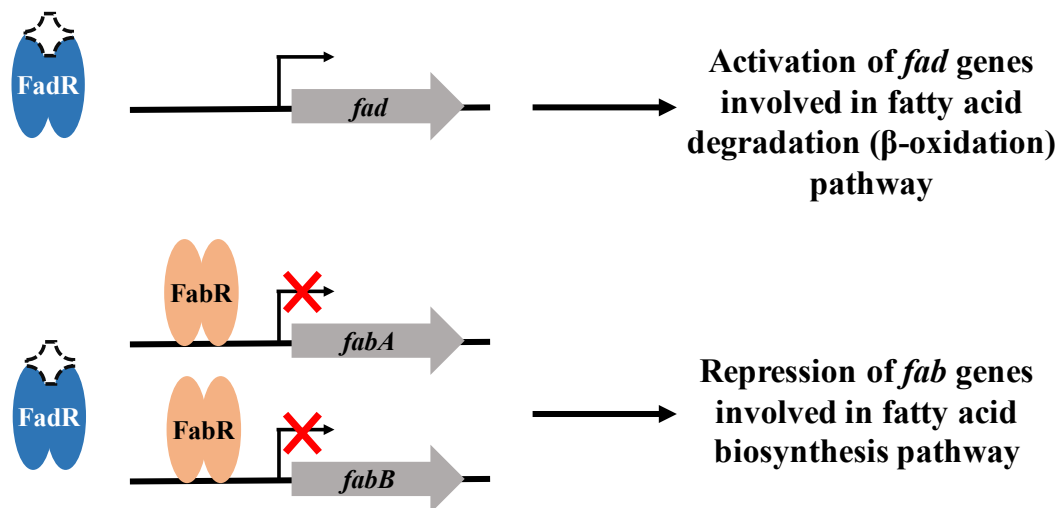 FadR
fad
Activation of fad genes
involved in fatty acid
degradation (β-oxidation)
pathway
FabR
fabA
FadR
FabR
fabB
Repression of fab genes
involved in fatty acid
biosynthesis pathway